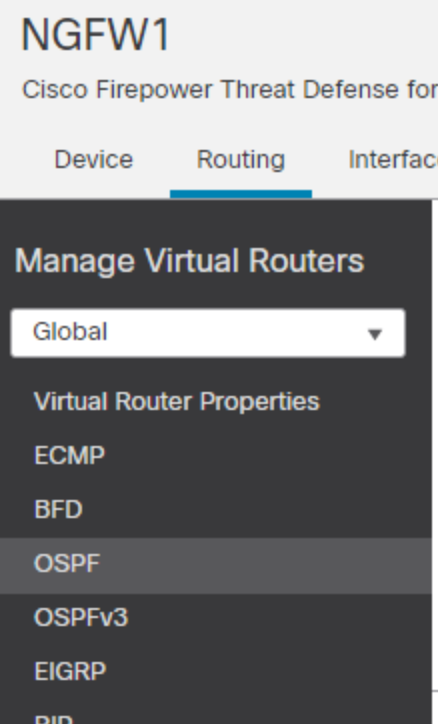 NGFW1
Cisco Firepower Threat Defense for
Device Routing Interfac
Manage Virtual Routers
Global
Virtual Router Properties
ECMP
BFD
OSPF
OSPFv3
EIGRP
RIP